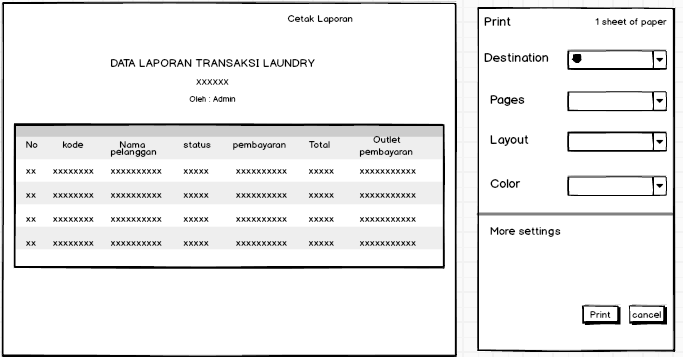 Cetak Laporan
DATA LAPORAN TRANSAKSI LAUNDRY
XXXXXX
Oleh : Admin
No kode Nama pelanggan status pembayaran Total Outlet pembayaran
xx xxxxxxxx xxxxxxxxxx xxxxx xxxxxxxxxx xxxxx xxxxxxxxxxx
xx xxxxxxxx xxxxxxxxxx xxxxx xxxxxxxxxx xxxxx xxxxxxxxxxx
xx xxxxxxxx xxxxxxxxxx xxxxx xxxxxxxxxx xxxxx xxxxxxxxxxx
xx xxxxxxxx xxxxxxxxxx xxxxx xxxxxxxxxx xxxxx xxxxxxxxxxx
Print 1 sheet of paper
Destination
Pages
Layout
Color
More settings
Print cancel